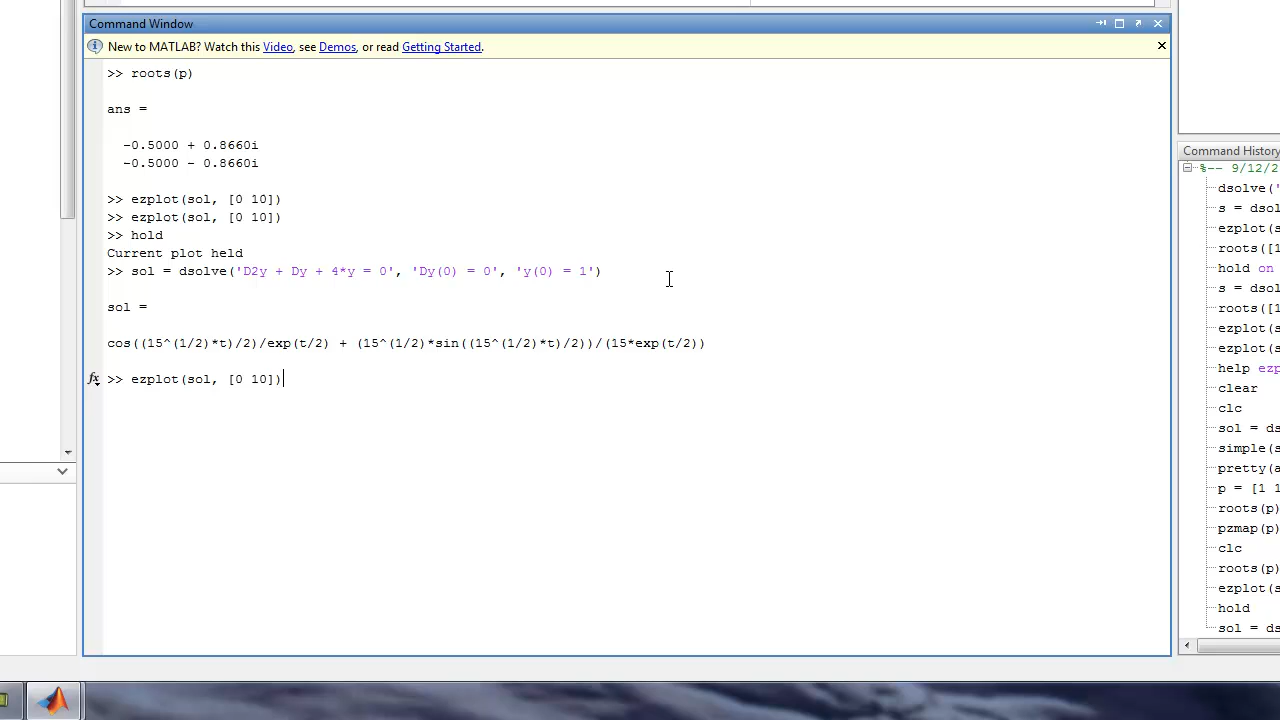 Command Window
New to MATLAB? Watch this Video, see Demos, or read Getting Started.
>> roots(p)
ans =
-0.5000 + 0.8660i
-0.5000 - 0.8660i
>> ezplot(sol, [0 10])
>> ezplot(sol, [0 10])
>> hold
Current plot held
>> sol = dsolve('D2y + Dy + 4*y = 0', 'Dy(0) = 0', 'y(0) = 1')
sol =
cos((15^(1/2)*t)/2)/exp(t/2) + (15^(1/2)*sin((15^(1/2)*t)/2))/(15*exp(t/2))
fx >> ezplot(sol, [0 10])
Command History
%-- 9/12/2
dsolve('
s = dsol
ezplot(s
roots([1
hold on
s = dsol
roots([1
ezplot(s
ezplot(s
help ezp
clear
clc
sol = ds
simple(s
pretty(a
p = [1 1
roots(p)
pzmap(p)
clc
roots(p)
ezplot(s
hold
sol = ds